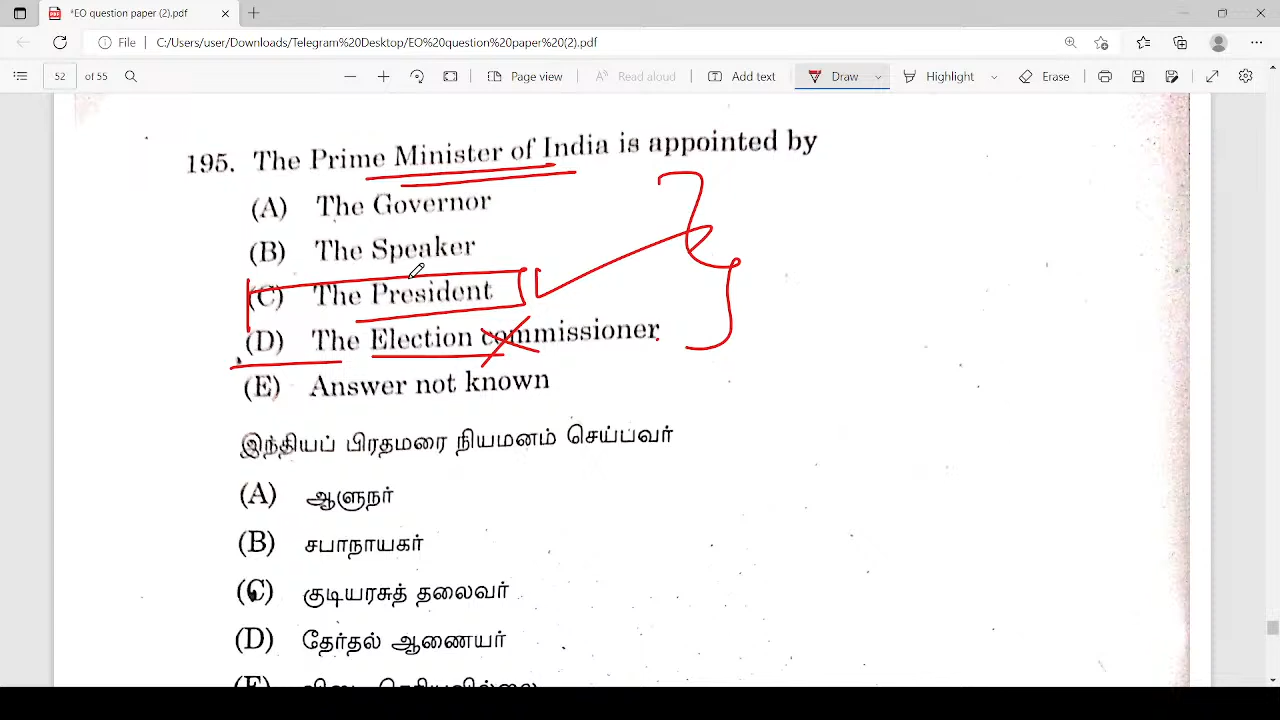 *EO question paper (2).pdf
File C:/Users/user/Downloads/Telegram%20Desktop/EO%20question%20paper%20(2).pdf
52 of 55 Page view Read aloud Add text Draw Highlight Erase
195. The Prime Minister of India is appointed by
(A) The Governor
(B) The Speaker
(C) The President
(D) The Election commissioner.
(E) Answer not known
இந்தியப் பிரதமரை நியமனம் செய்பவர்
(A) ஆளுநர்
(B) சபாநாயகர்
(C) குடியரசுத் தலைவர்
(D) தேர்தல் ஆணையர்